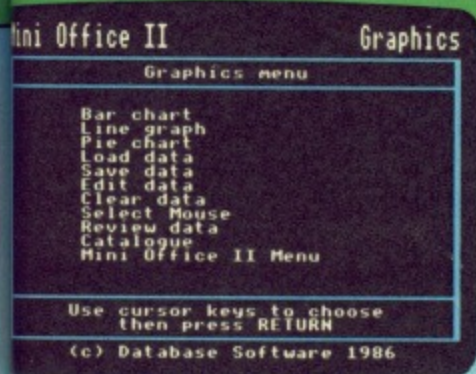 ini Office II Graphics
Graphics menu
Bar chart
Line graph
Pie chart
Load data
Save data
Edit data
Clear data
Select Mouse
Review data
Catalogue
Mini Office II Menu
Use cursor keys to choose
then press RETURN
(c) Database Software 1986